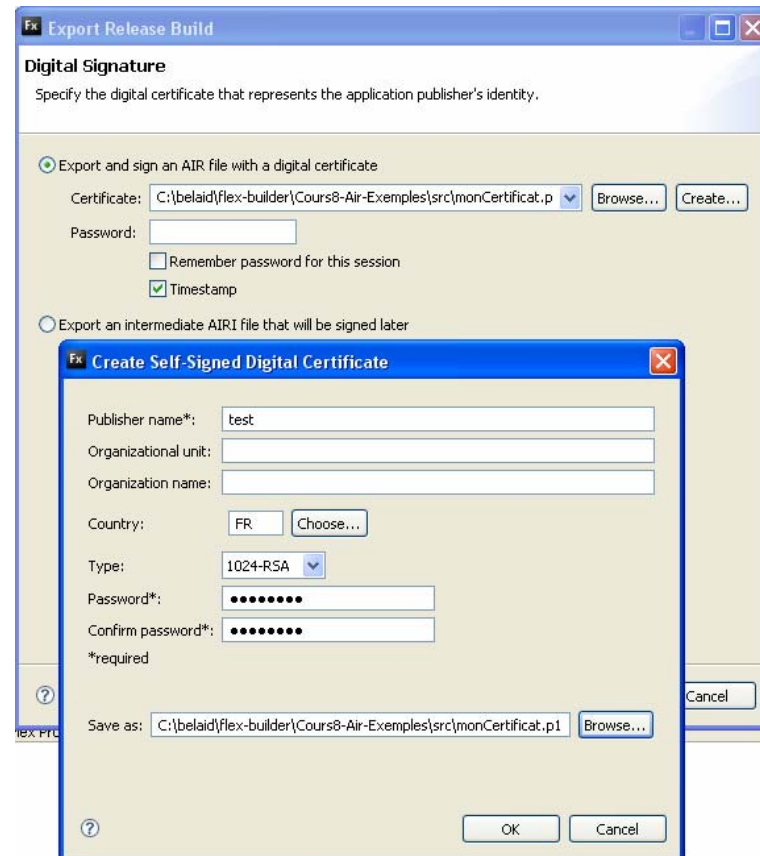 Fx Export Release Build
Digital Signature
Specify the digital certificate that represents the application publisher's identity.
Export and sign an AIR file with a digital certificate
Certificate: C:\belaid\flex-builder\Cours8-Air-Exemples\src\monCertificat.p Browse... Create...
Password:
Remember password for this session
Timestamp
Export an intermediate AIRI file that will be signed later
Fx Create Self-Signed Digital Certificate
Publisher name*: test
Organizational unit:
Organization name:
Country: FR Choose...
Type: 1024-RSA
Password*: ●●●●●●●●
Confirm password*: ●●●●●●●●
*required
? Cancel
Save as: C:\belaid\flex-builder\Cours8-Air-Exemples\src\monCertificat.p1 Browse...
? OK Cancel